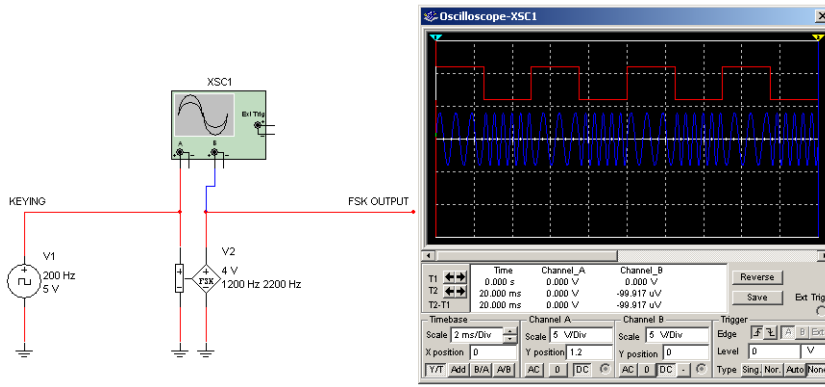 XSC1
Ext Trig
A
B
KEYING
FSK OUTPUT
V1
200 Hz
5 V
V2
4 V
1200 Hz 2200 Hz
FSK
Oscilloscope-XSC1
Time Channel_A Channel_B
T1 0.000 s 0.000 V 0.000 V
T2 20.000 ms 0.000 V -99.917 uV
T2-T1 20.000 ms 0.000 V -99.917 uV
Reverse
Save
Ext Trig
Timebase
Scale 2 ms/Div
X position 0
Y/T Add B/A A/B
Channel A
Scale 5 V/Div
Y position 1.2
AC 0 DC
Channel B
Scale 5 V/Div
Y position 0
AC 0 DC -
Trigger
Edge A B Ext
Level 0 V
Type Sing. Nor. Auto None